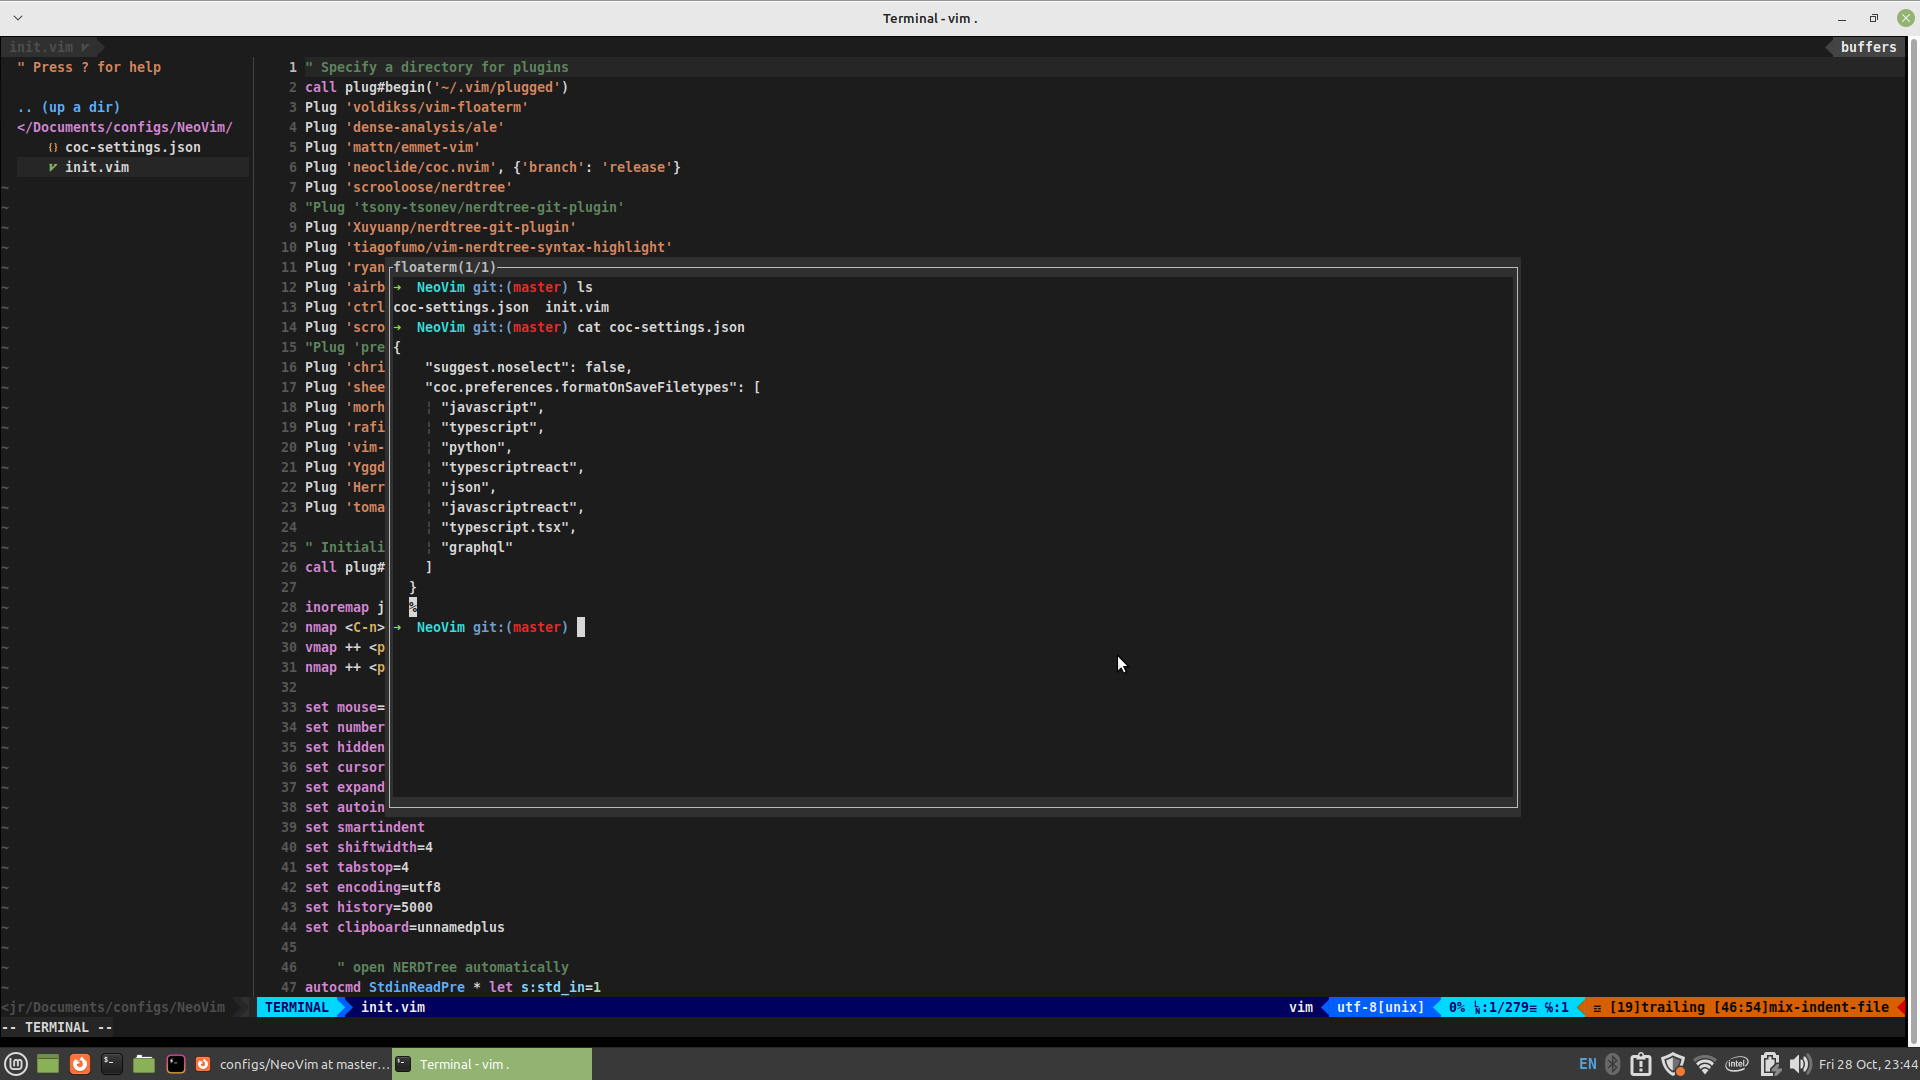 Terminal - vim .
init.vim
buffers
" Press ? for help
.. (up a dir)
</Documents/configs/NeoVim/
coc-settings.json
init.vim
1 " Specify a directory for plugins
2 call plug#begin('~/.vim/plugged')
3 Plug 'voldikss/vim-floaterm'
4 Plug 'dense-analysis/ale'
5 Plug 'mattn/emmet-vim'
6 Plug 'neoclide/coc.nvim', {'branch': 'release'}
7 Plug 'scrooloose/nerdtree'
8 "Plug 'tsony-tsonev/nerdtree-git-plugin'
9 Plug 'Xuyuanp/nerdtree-git-plugin'
10 Plug 'tiagofumo/vim-nerdtree-syntax-highlight'
11 Plug 'ryan
12 Plug 'airb
13 Plug 'ctrl
14 Plug 'scro
15 "Plug 'pre
16 Plug 'chri
17 Plug 'shee
18 Plug 'morh
19 Plug 'rafi
20 Plug 'vim-
21 Plug 'Yggd
22 Plug 'Herr
23 Plug 'toma
24
25 " Initiali
26 call plug#
27
28 inoremap j
29 nmap <C-n>
30 vmap ++ <p
31 nmap ++ <p
32
33 set mouse=
34 set number
35 set hidden
36 set cursor
37 set expand
38 set autoin
39 set smartindent
40 set shiftwidth=4
41 set tabstop=4
42 set encoding=utf8
43 set history=5000
44 set clipboard=unnamedplus
45
46 " open NERDTree automatically
47 autocmd StdinReadPre * let s:std_in=1
floaterm(1/1)
→ NeoVim git:(master) ls
coc-settings.json init.vim
→ NeoVim git:(master) cat coc-settings.json
{
"suggest.noselect": false,
"coc.preferences.formatOnSaveFiletypes": [
¦ "javascript",
¦ "typescript",
¦ "python",
¦ "typescriptreact",
¦ "json",
¦ "javascriptreact",
¦ "typescript.tsx",
¦ "graphql"
]
}
%
→ NeoVim git:(master)
<jr/Documents/configs/NeoVim
TERMINAL init.vim
vim utf-8[unix] 0% ㏑:1/279≡ ℅:1 ☲ [19]trailing [46:54]mix-indent-file
-- TERMINAL --
configs/NeoVim at master...
Terminal - vim .
EN
intel
Fri 28 Oct, 23:44